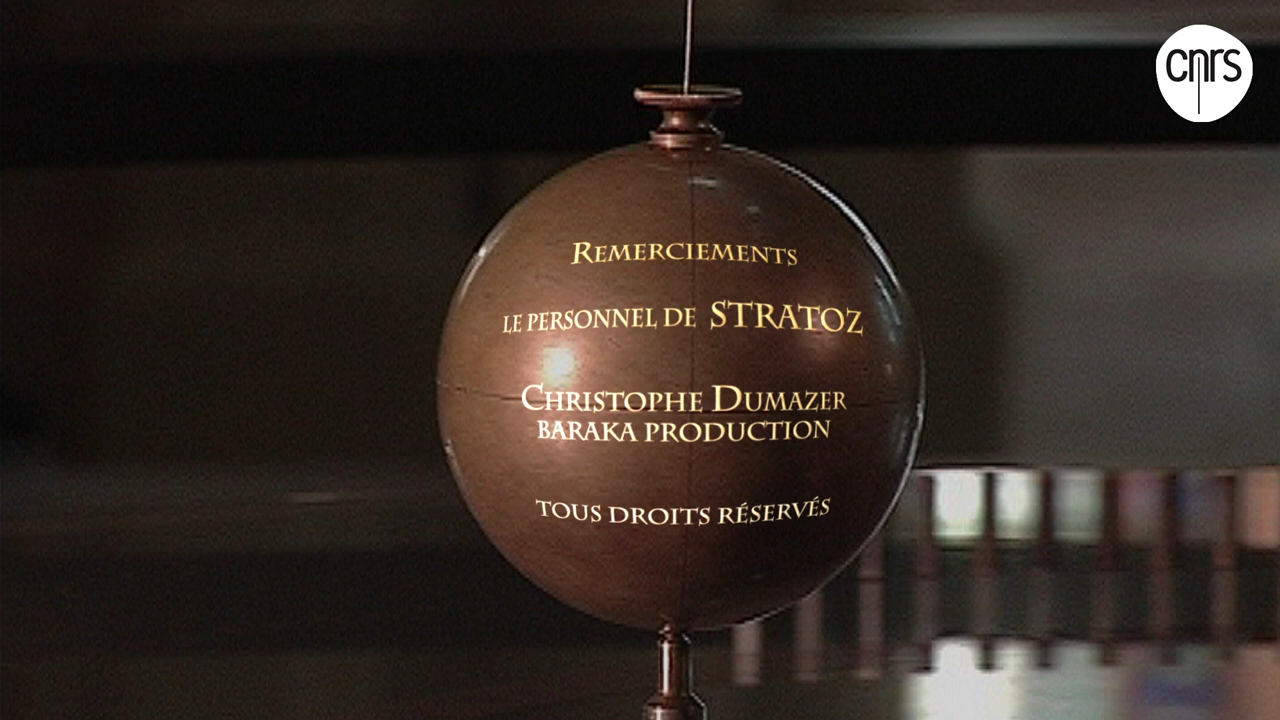 cnrs
REMERCIEMENTS
LE PERSONNEL DE STRATOZ
CHRISTOPHE DUMAZER
BARAKA PRODUCTION
TOUS DROITS RÉSERVÉS